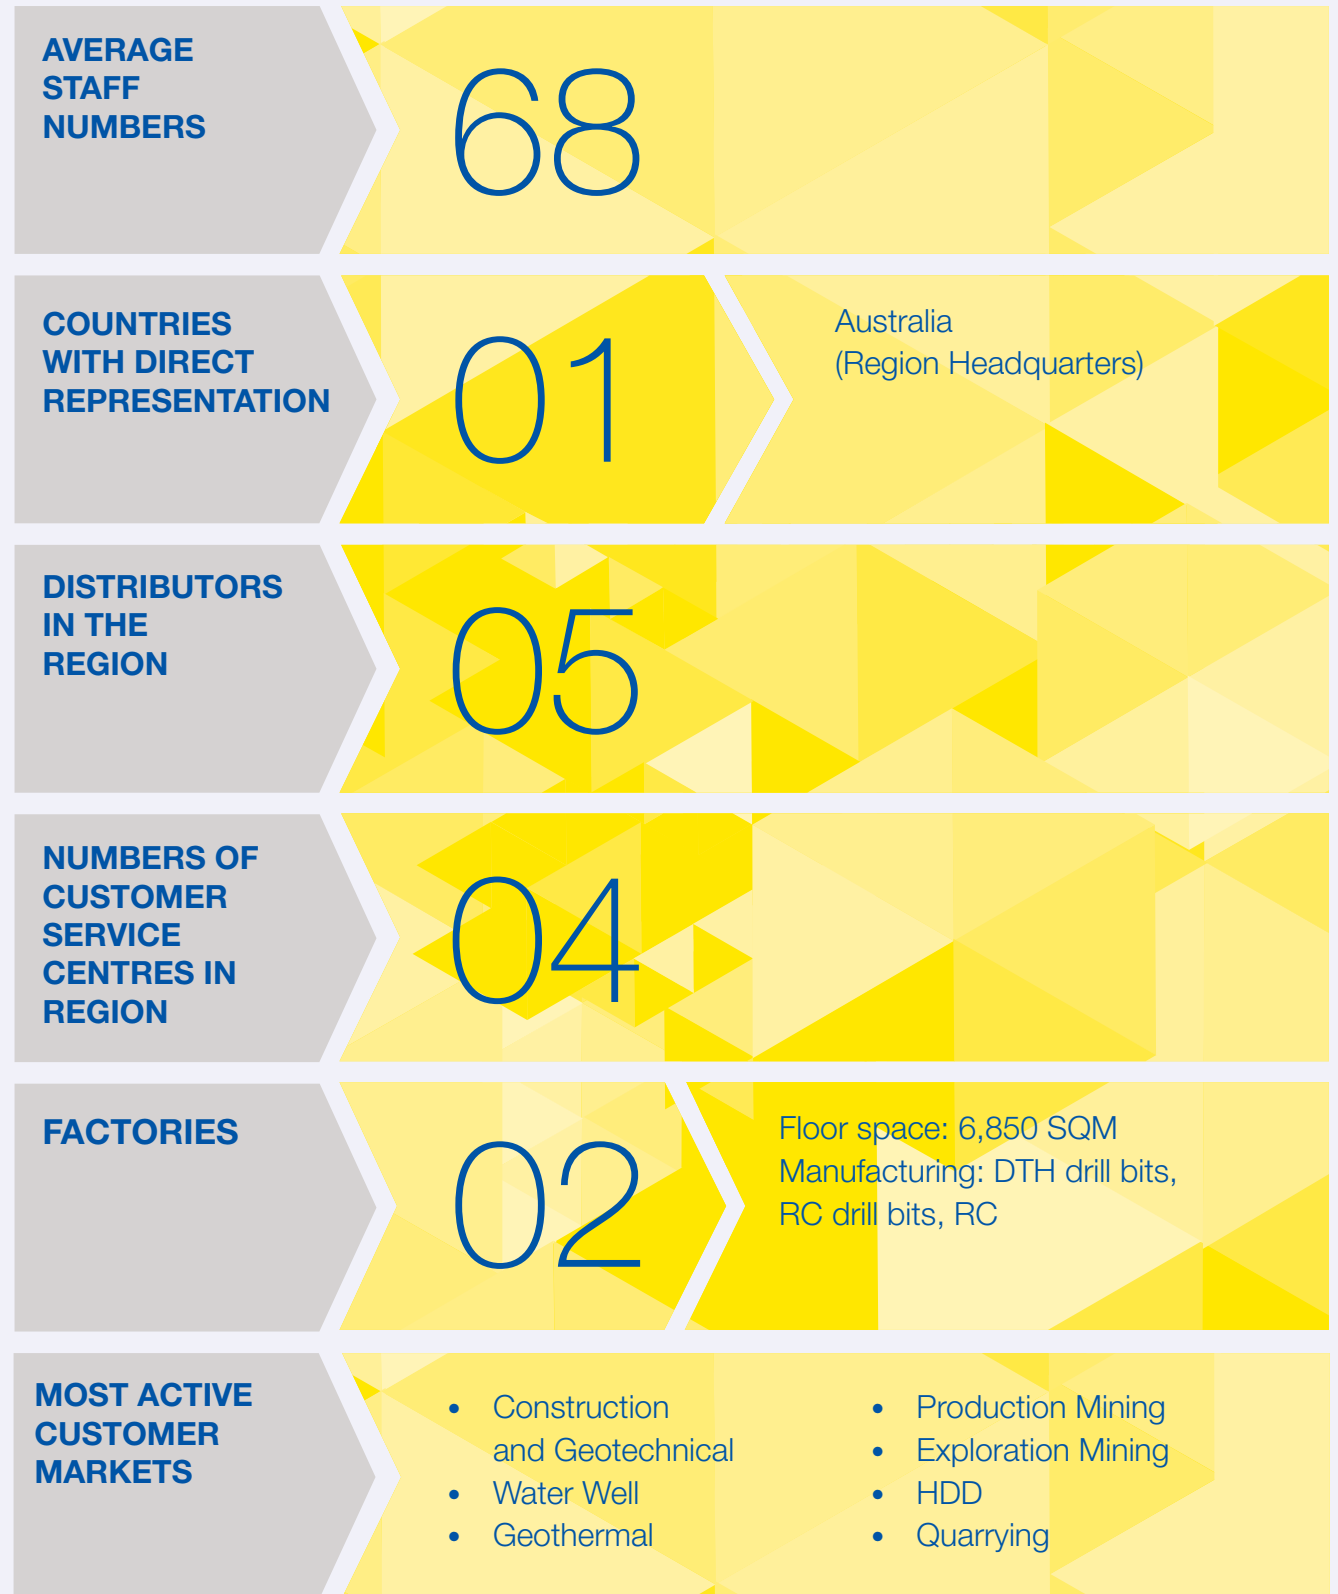 AVERAGE
STAFF
NUMBERS
68
COUNTRIES
WITH DIRECT
REPRESENTATION
01
Australia
(Region Headquarters)
DISTRIBUTORS
IN THE
REGION
05
NUMBERS OF
CUSTOMER
SERVICE
CENTRES IN
REGION
04
FACTORIES
02
Floor space: 6,850 SQM
Manufacturing: DTH drill bits,
RC drill bits, RC
MOST ACTIVE
CUSTOMER
MARKETS
• Construction
and Geotechnical
• Water Well
• Geothermal
• Production Mining
• Exploration Mining
• HDD
• Quarrying